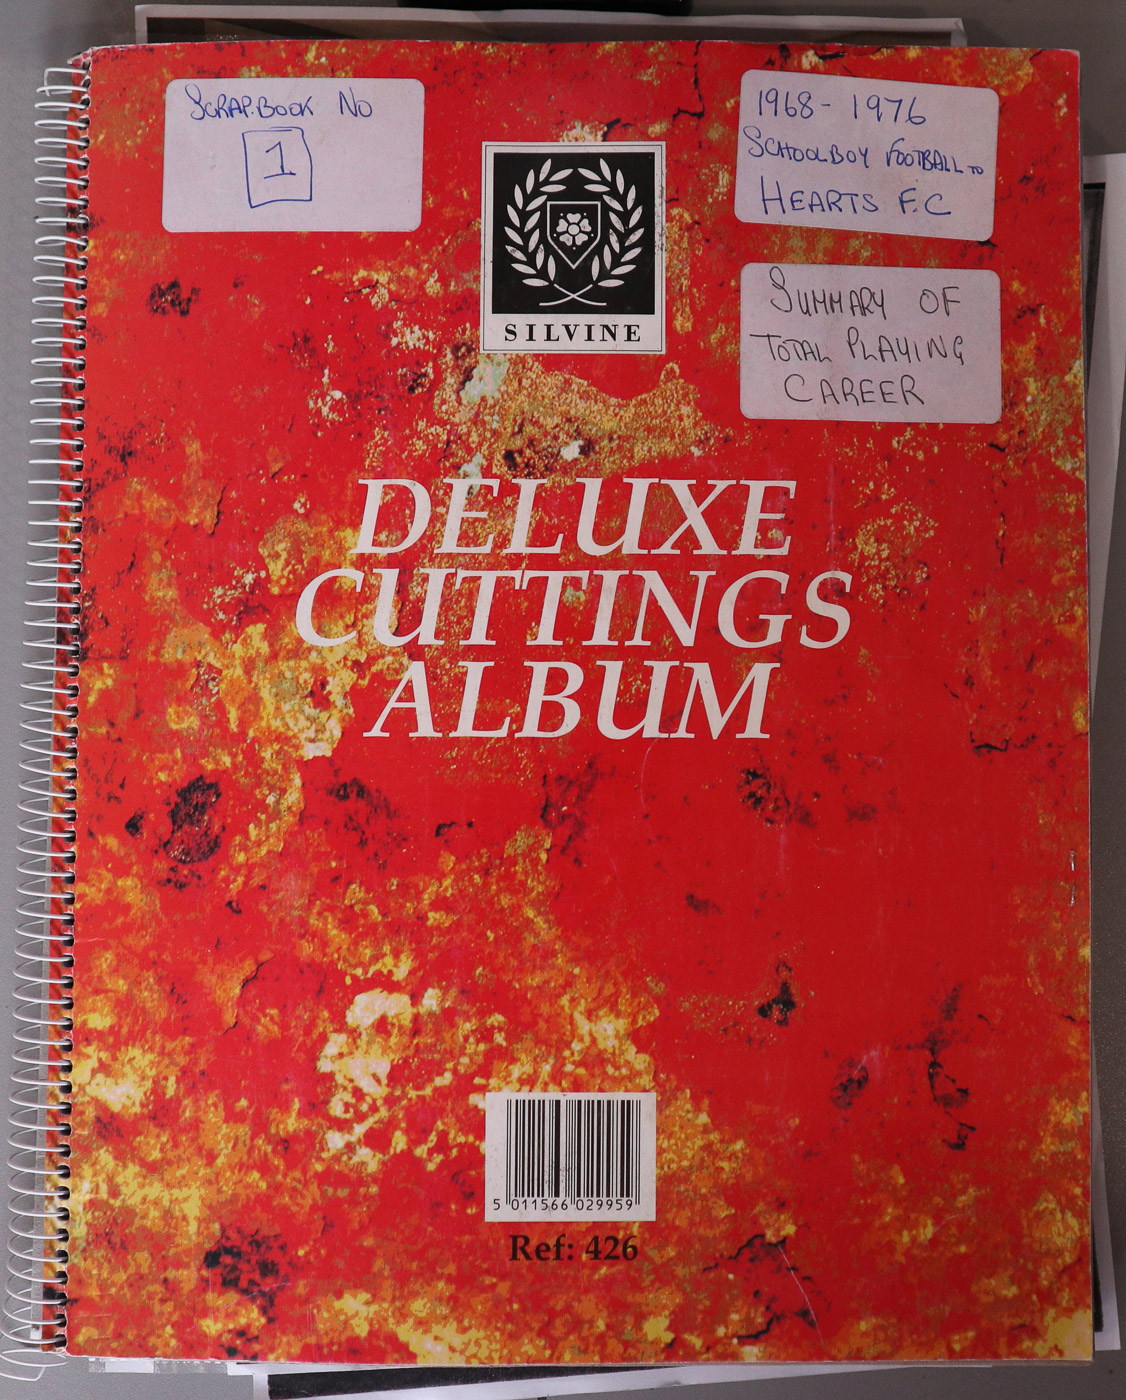 SCRAP.BOOK No
1
1968 - 1976
SCHOOLBOY FOOTBALL TO
HEARTS F.C
SUMMARY OF
TOTAL PLAYING
CAREER
SILVINE
DELUXE
CUTTINGS
ALBUM
5 011566 029959
Ref: 426